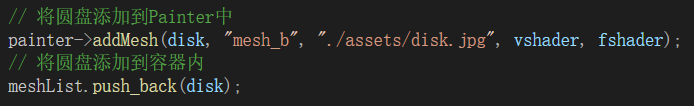 // 将圆盘添加到Painter中
painter->addMesh(disk, "mesh_b", "./assets/disk.jpg", vshader, fshader);
// 将圆盘添加到容器内
meshList.push_back(disk);